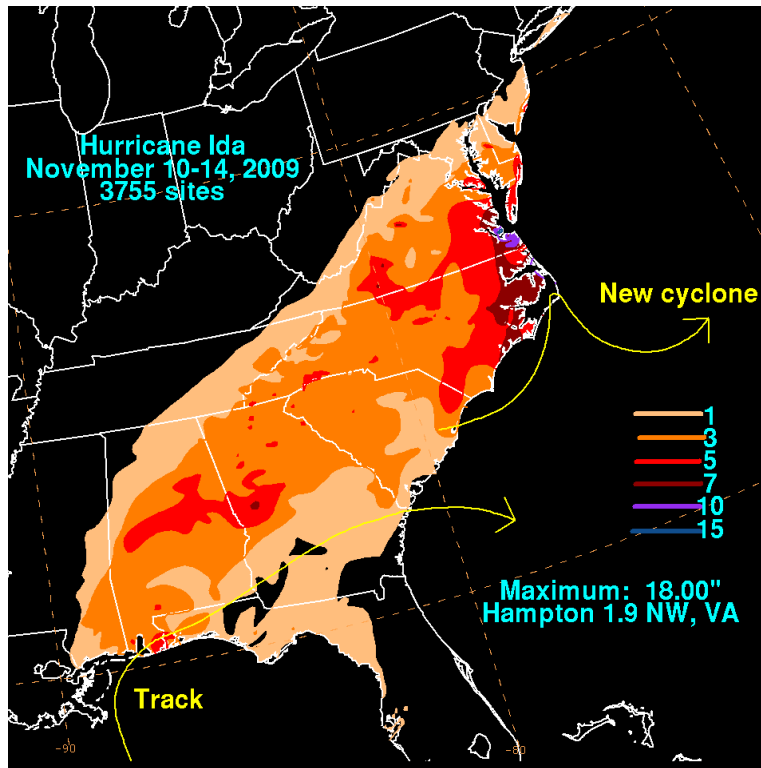 Hurricane Ida
November 10-14, 2009
3755 sites
New cyclone
1
3
5
7
10
15
Maximum: 18.00"
Hampton 1.9 NW, VA
Track
-90
-80